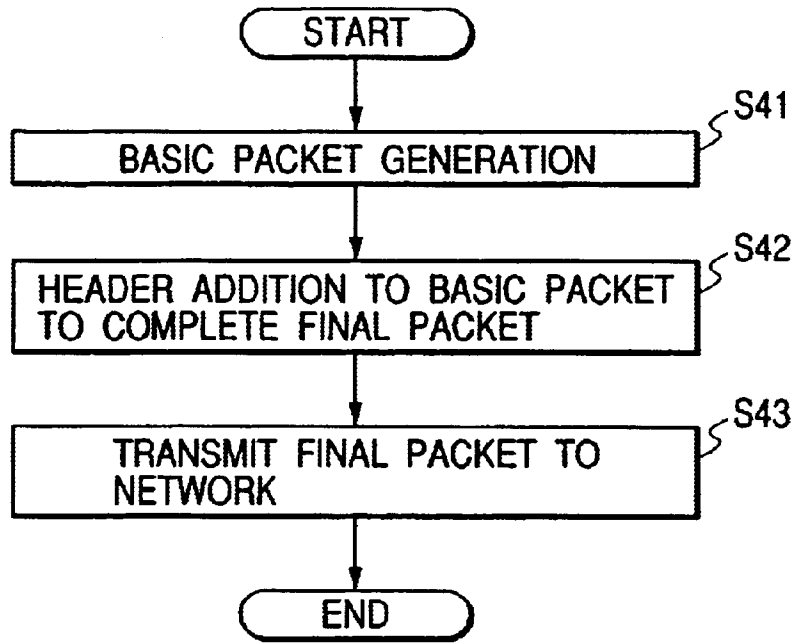 START
S41
BASIC PACKET GENERATION
S42
HEADER ADDITION TO BASIC PACKET
TO COMPLETE FINAL PACKET
S43
TRANSMIT FINAL PACKET TO
NETWORK
END